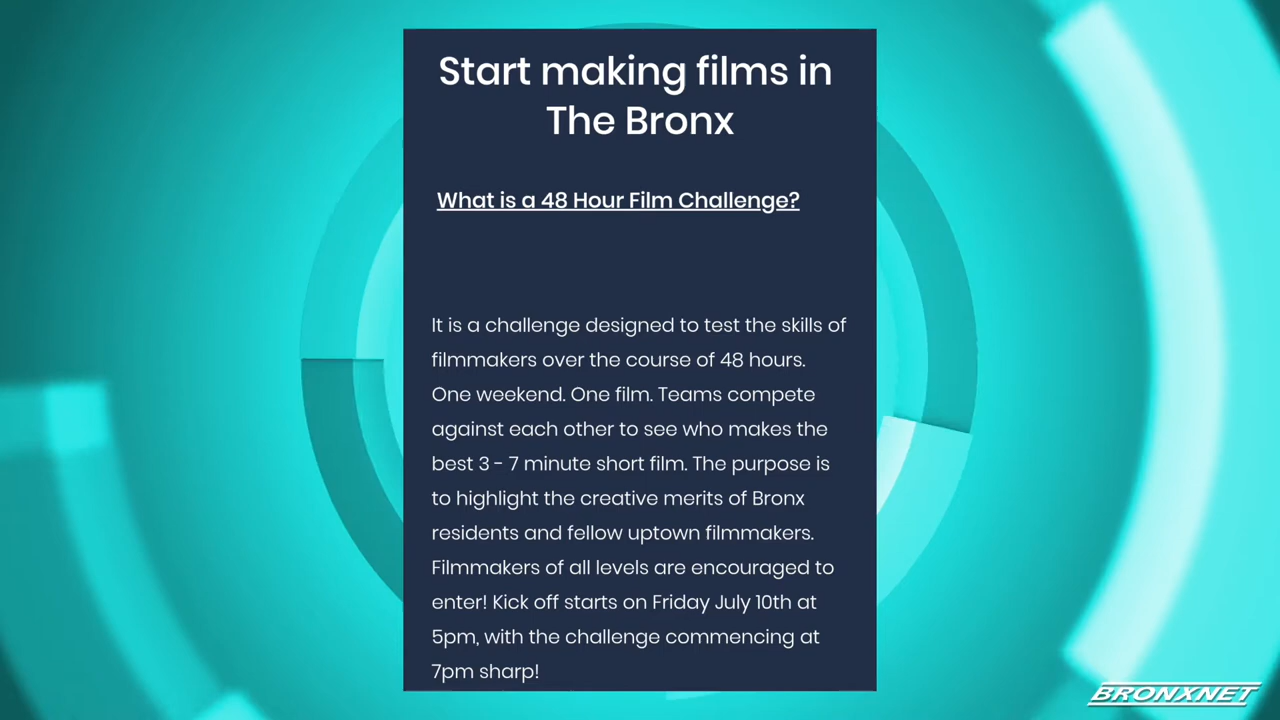 Start making films in
The Bronx
What is a 48 Hour Film Challenge?
It is a challenge designed to test the skills of
filmmakers over the course of 48 hours.
One weekend. One film. Teams compete
against each other to see who makes the
best 3 - 7 minute short film. The purpose is
to highlight the creative merits of Bronx
residents and fellow uptown filmmakers.
Filmmakers of all levels are encouraged to
enter! Kick off starts on Friday July 10th at
5pm, with the challenge commencing at
7pm sharp!
BRONXNET